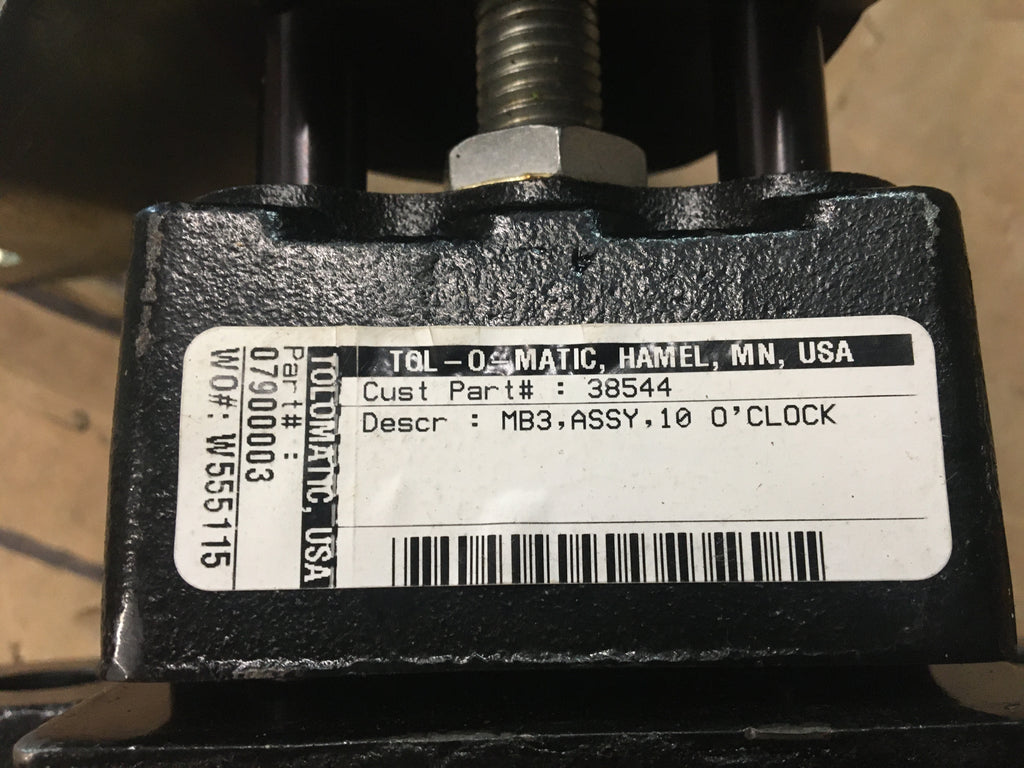 TOL-O-MATIC, HAMEL, MN, USA
Cust Part# : 38544
Descr : MB3,ASSY,10 O'CLOCK
TOLOMATIC, USA
Part# :
07900003
WO#: W555115